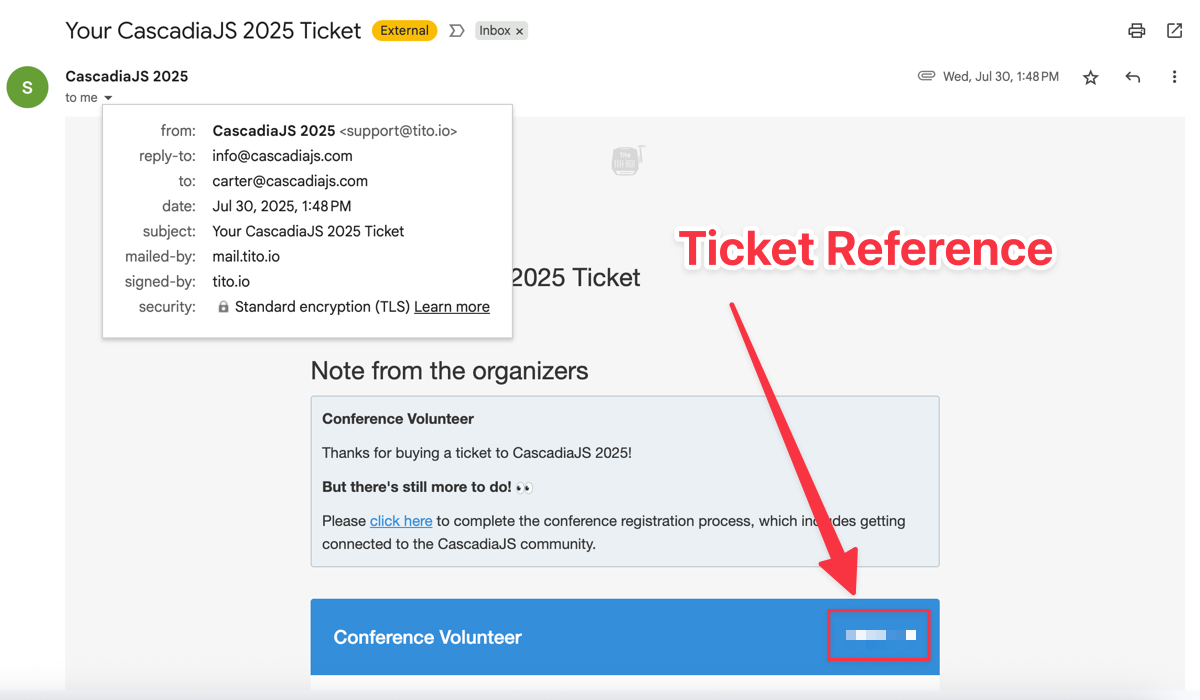 Your CascadiaJS 2025 Ticket External Inbox ×
S
CascadiaJS 2025
Wed, Jul 30, 1:48 PM
to me
from: CascadiaJS 2025 <support@tito.io>
reply-to: info@cascadiajs.com
to: carter@cascadiajs.com
date: Jul 30, 2025, 1:48 PM
subject: Your CascadiaJS 2025 Ticket
mailed-by: mail.tito.io
signed-by: tito.io
security: Standard encryption (TLS) Learn more
Tito
Ticket Reference
2025 Ticket
Note from the organizers
Conference Volunteer
Thanks for buying a ticket to CascadiaJS 2025!
But there's still more to do! 👀
Please click here to complete the conference registration process, which includes getting
connected to the CascadiaJS community.
Conference Volunteer